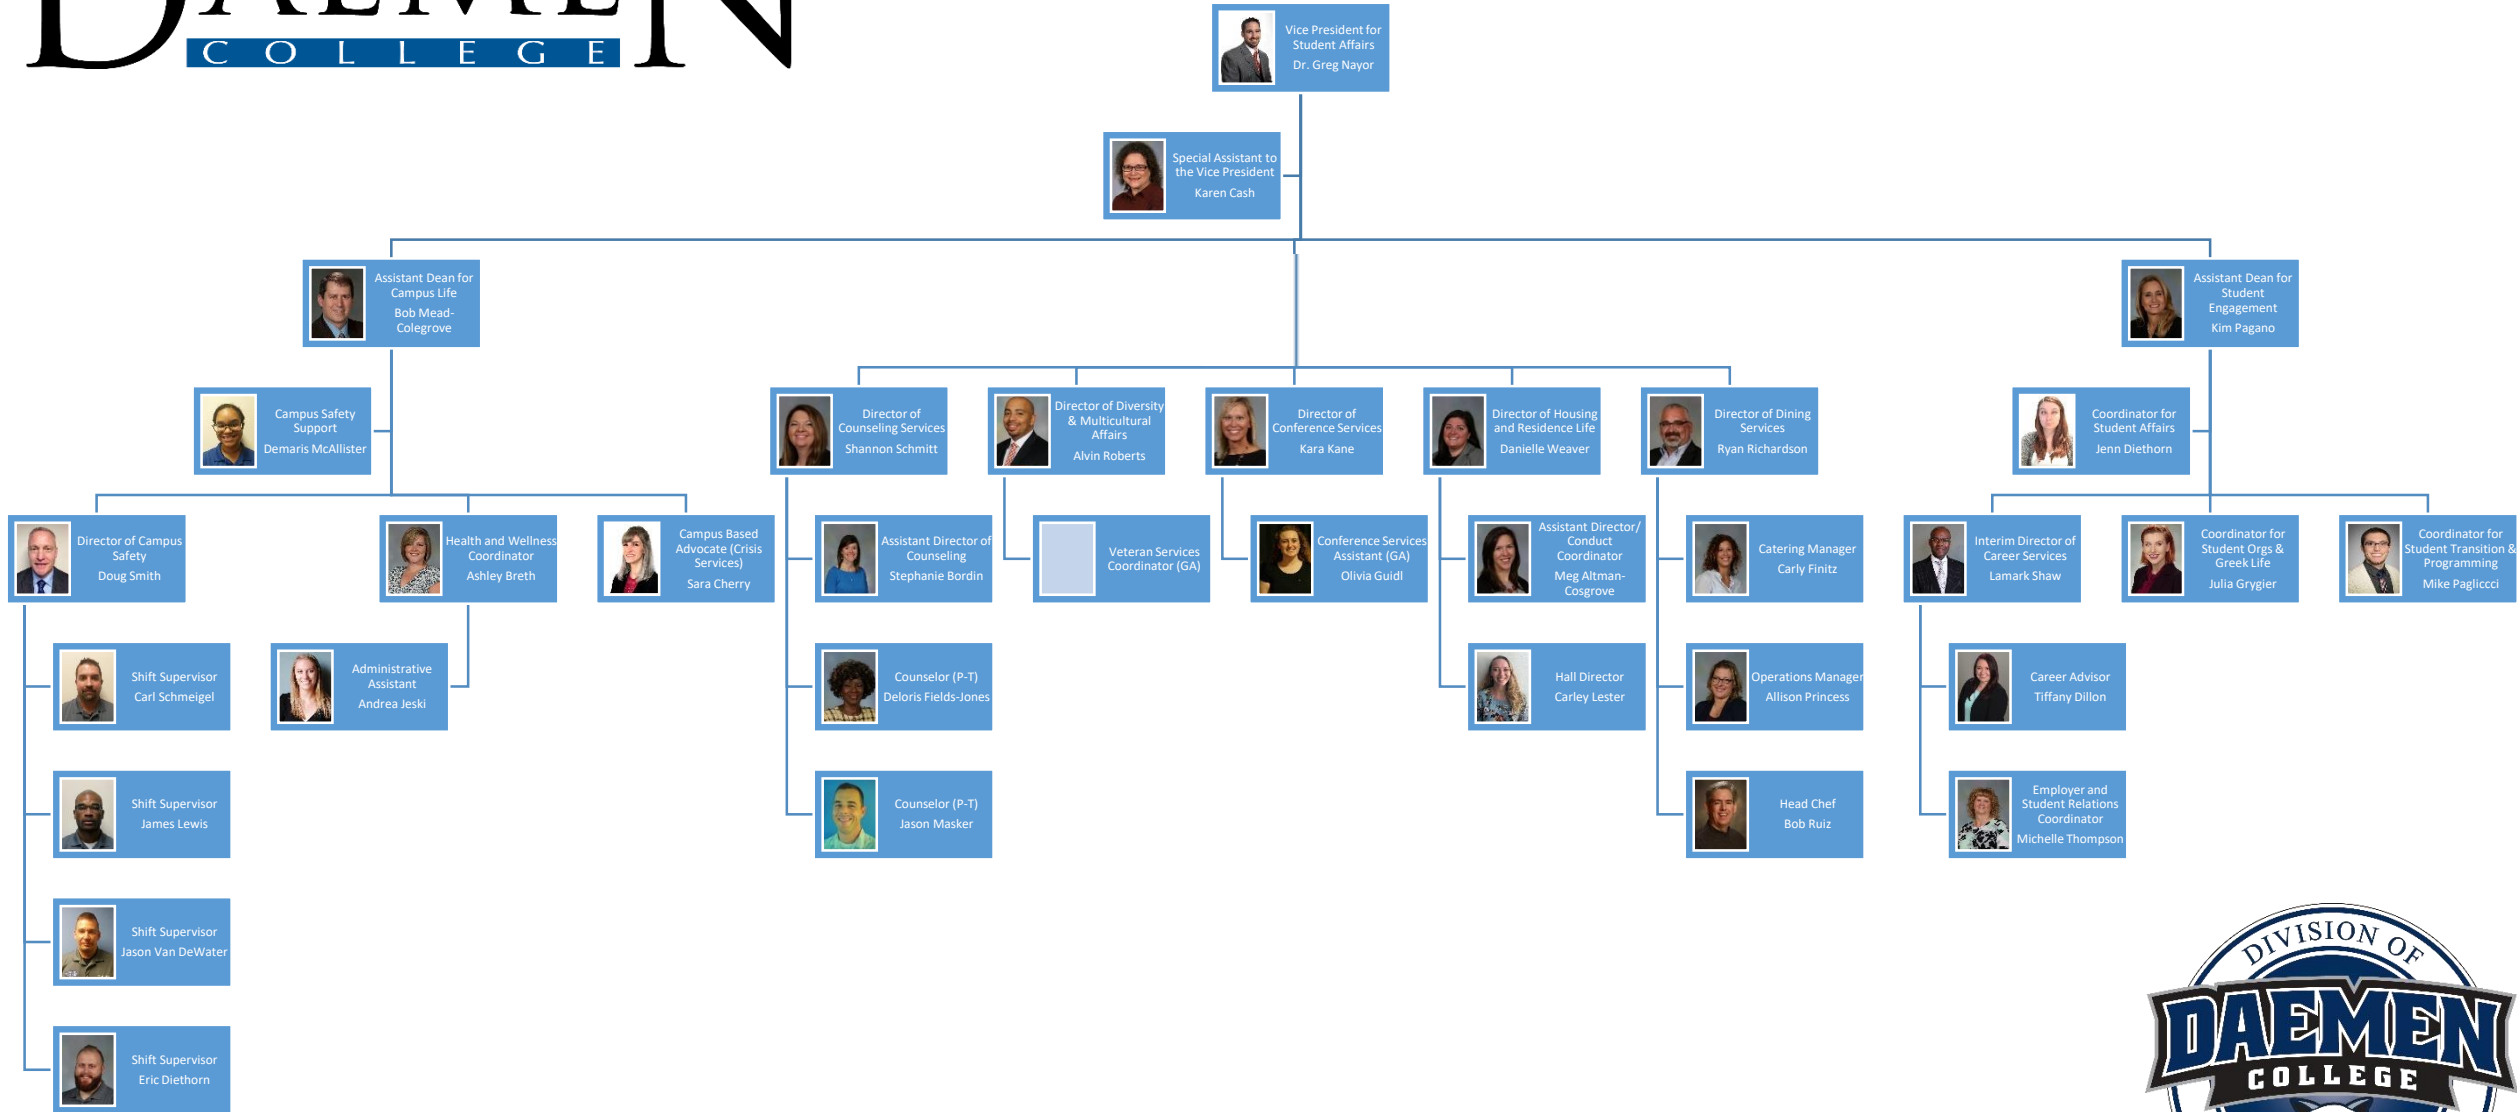 DAEMEN
COLLEGE
Vice President for
Student Affairs
Dr. Greg Nayor
Special Assistant to
the Vice President
Karen Cash
Assistant Dean for
Campus Life
Bob Mead-
Colegrove
Assistant Dean for
Student
Engagement
Kim Pagano
Campus Safety
Support
Demaris McAllister
Director of
Counseling Services
Shannon Schmitt
Director of Diversity
& Multicultural
Affairs
Alvin Roberts
Director of
Conference Services
Kara Kane
Director of Housing
and Residence Life
Danielle Weaver
Director of Dining
Services
Ryan Richardson
Coordinator for
Student Affairs
Jenn Diethorn
Director of Campus
Safety
Doug Smith
Health and Wellness
Coordinator
Ashley Breth
Campus Based
Advocate (Crisis
Services)
Sara Cherry
Assistant Director of
Counseling
Stephanie Bordin
Veteran Services
Coordinator (GA)
Conference Services
Assistant (GA)
Olivia Guidl
Assistant Director/
Conduct
Coordinator
Meg Altman-
Cosgrove
Catering Manager
Carly Finitz
Interim Director of
Career Services
Lamark Shaw
Coordinator for
Student Orgs &
Greek Life
Julia Grygier
Coordinator for
Student Transition &
Programming
Mike Pagliccci
Shift Supervisor
Carl Schmeigel
Administrative
Assistant
Andrea Jeski
Counselor (P-T)
Deloris Fields-Jones
Hall Director
Carley Lester
Operations Manager
Allison Princess
Career Advisor
Tiffany Dillon
Shift Supervisor
James Lewis
Counselor (P-T)
Jason Masker
Head Chef
Bob Ruiz
Employer and
Student Relations
Coordinator
Michelle Thompson
Shift Supervisor
Jason Van DeWater
Shift Supervisor
Eric Diethorn
DIVISION OF
DAEMEN
COLLEGE